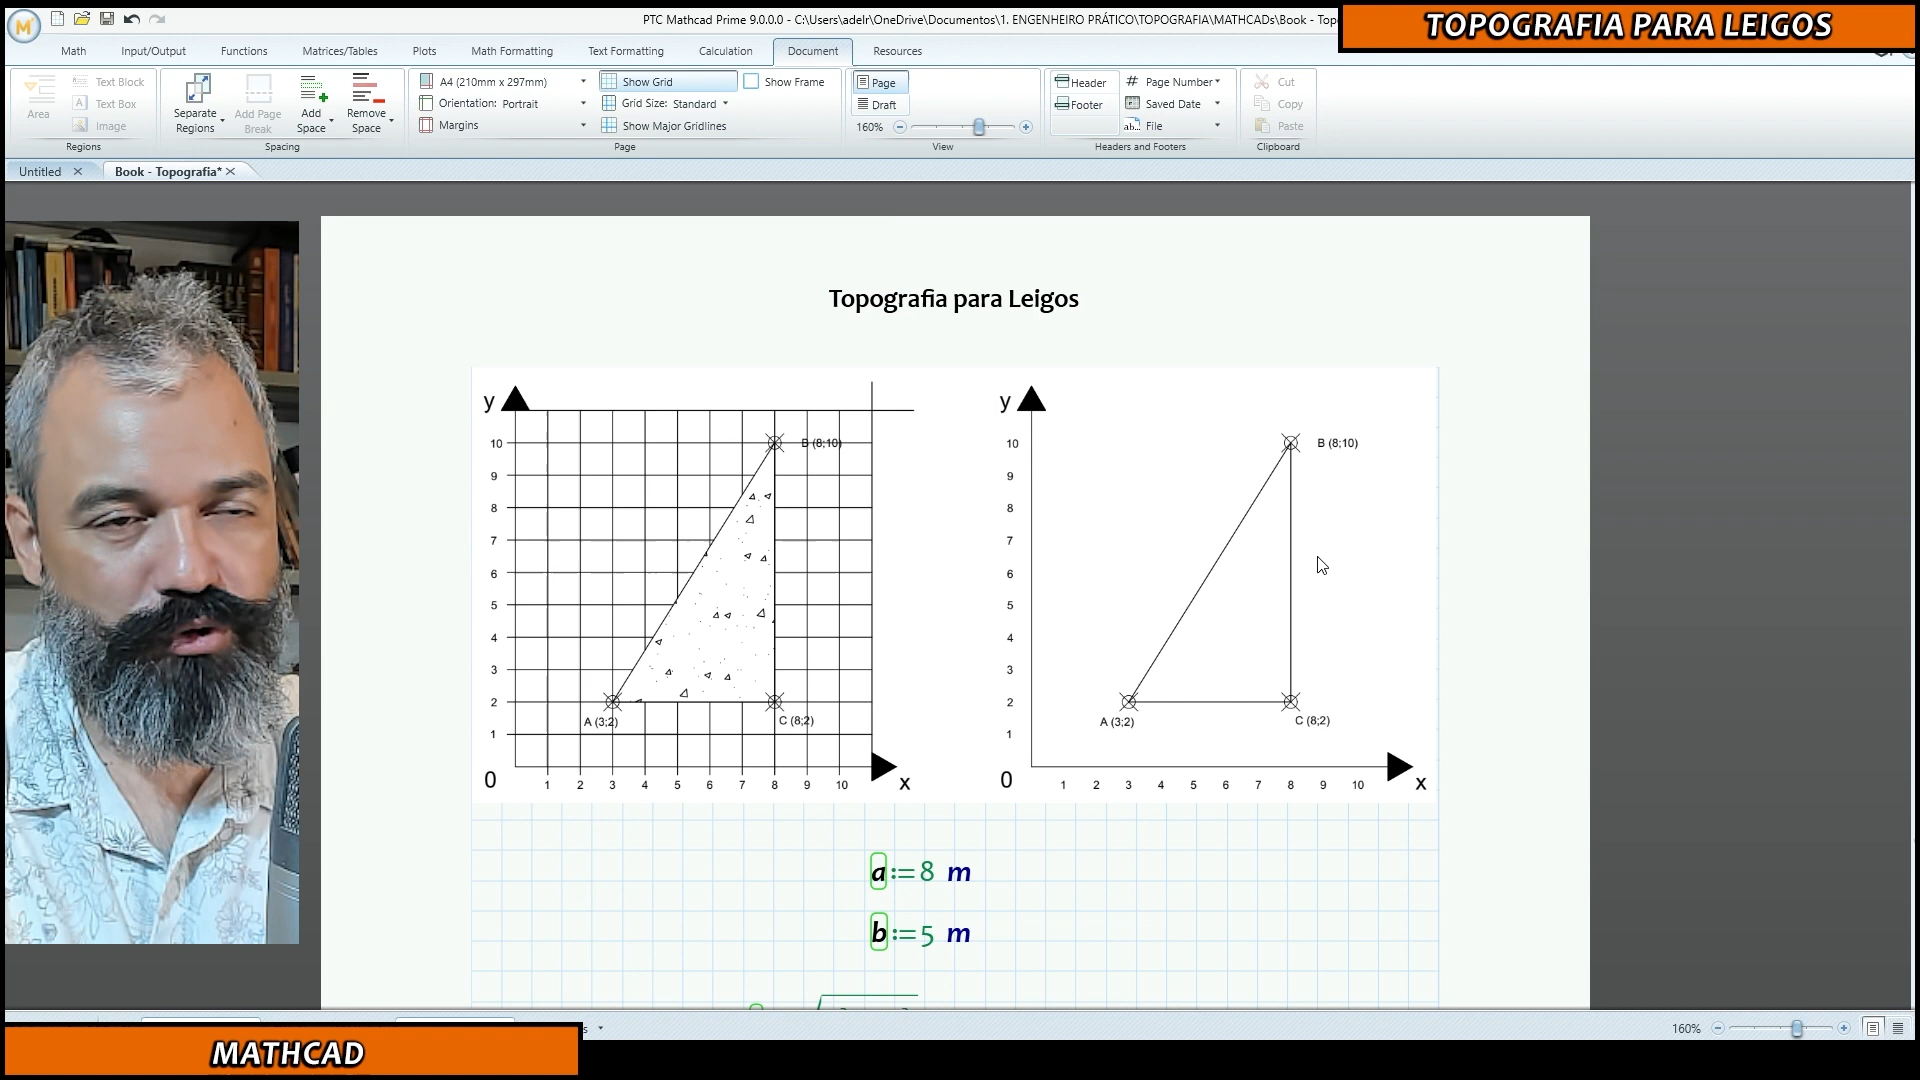 PTC Mathcad Prime 9.0.0.0 - C:\Users\adelr\OneDrive\Documentos\1. ENGENHEIRO PRÁTICO\TOPOGRAFIA\MATHCADs\Book -
TOPOGRAFIA PARA LEIGOS
Math Input/Output Functions Matrices/Tables Plots Math Formatting Text Formatting Calculation Document Resources
Area
Text Block
Text Box
Image
Regions
Separate Regions
Add Page Break
Add Space
Remove Space
Spacing
A4 (210mm x 297mm)
Orientation: Portrait
Margins
Show Grid
Grid Size: Standard
Show Major Gridlines
Show Frame
Page
Page
Draft
160%
View
Header
Footer
# Page Number
Saved Date
File
Headers and Footers
Cut
Copy
Paste
Clipboard
Untitled
Book - Topografia*
Topografia para Leigos
y
10
9
8
7
6
5
4
3
2
1
0
1 2 3 4 5 6 7 8 9 10
x
B (8;10)
A (3;2)
C (8;2)
y
10
9
8
7
6
5
4
3
2
1
0
1 2 3 4 5 6 7 8 9 10
x
B (8;10)
A (3;2)
C (8;2)
a:=8 m
b:=5 m
160%
MATHCAD